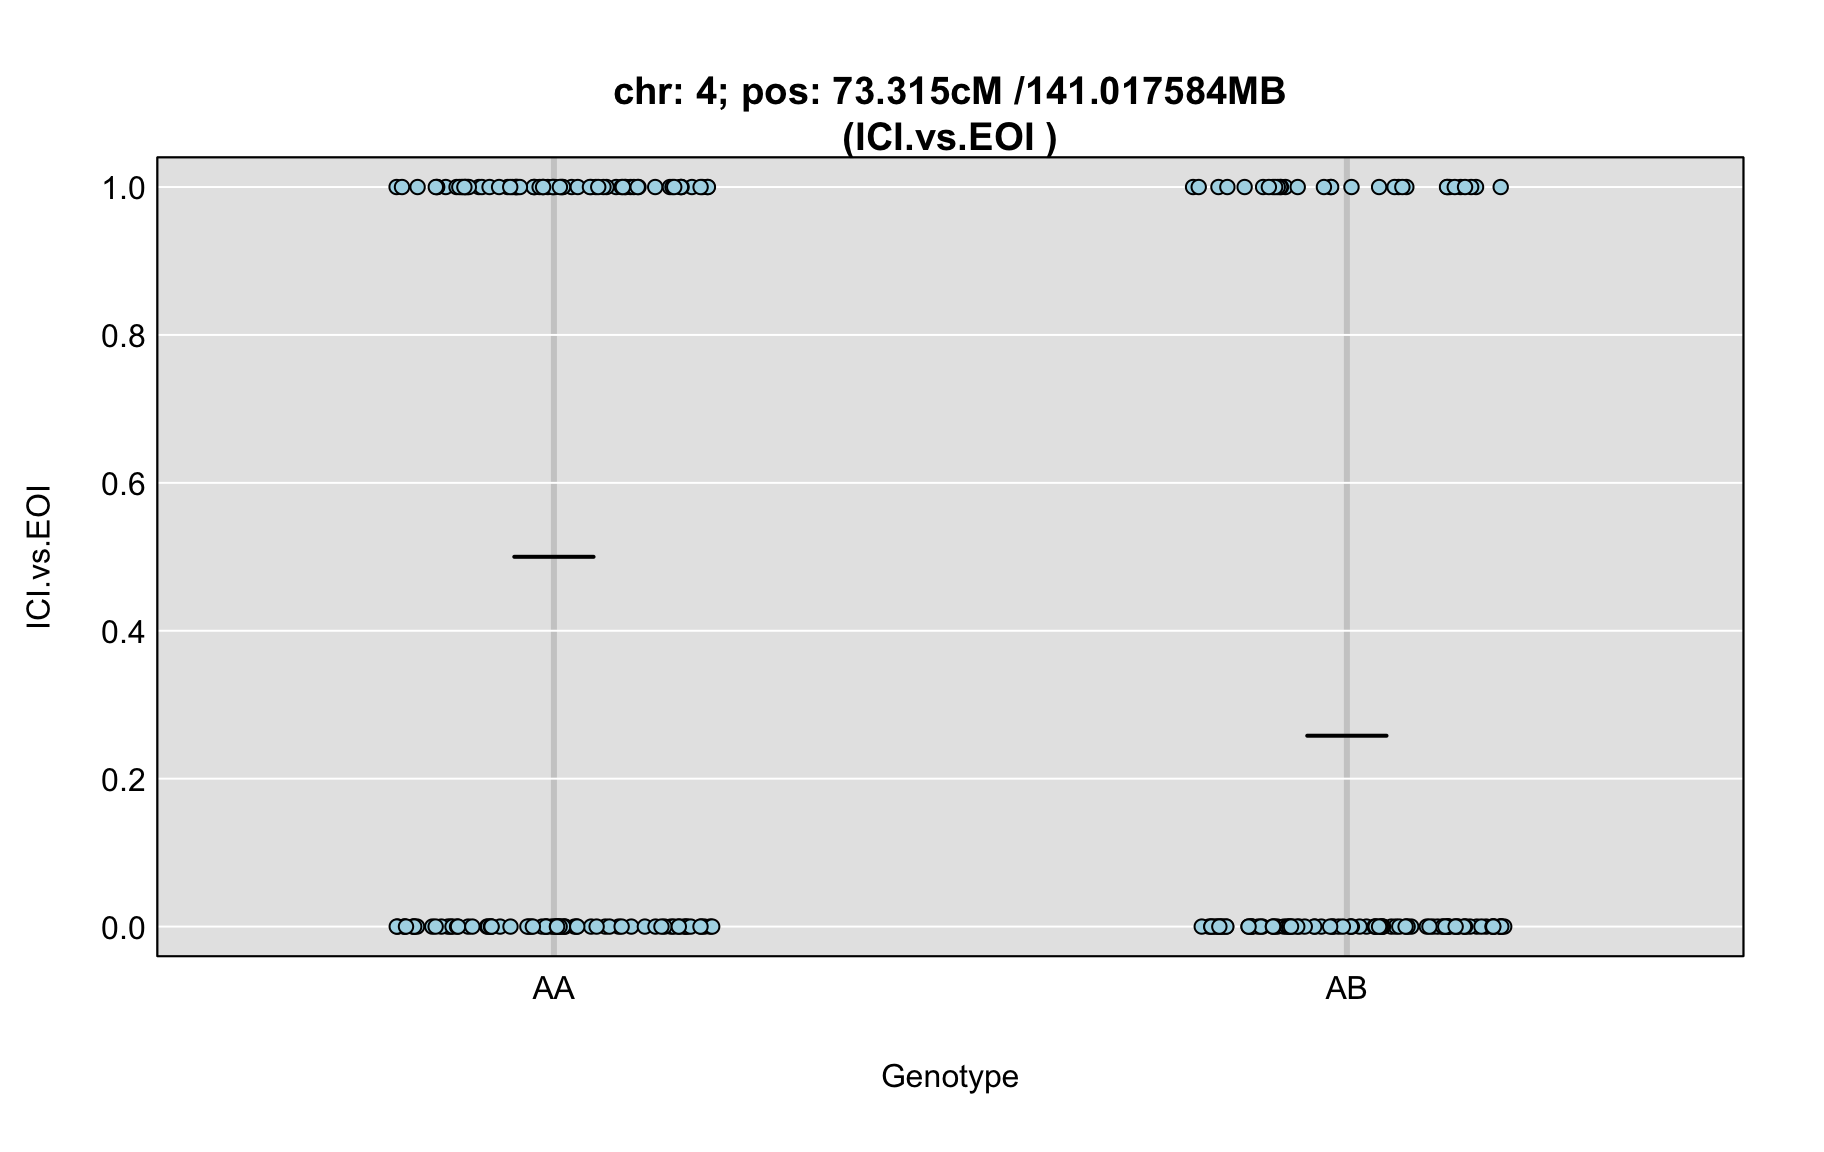 chr: 4; pos: 73.315cM /141.017584MB
(ICI.vs.EOI )
ICI.vs.EOI
1.0
0.8
0.6
0.4
0.2
0.0
AA
AB
Genotype